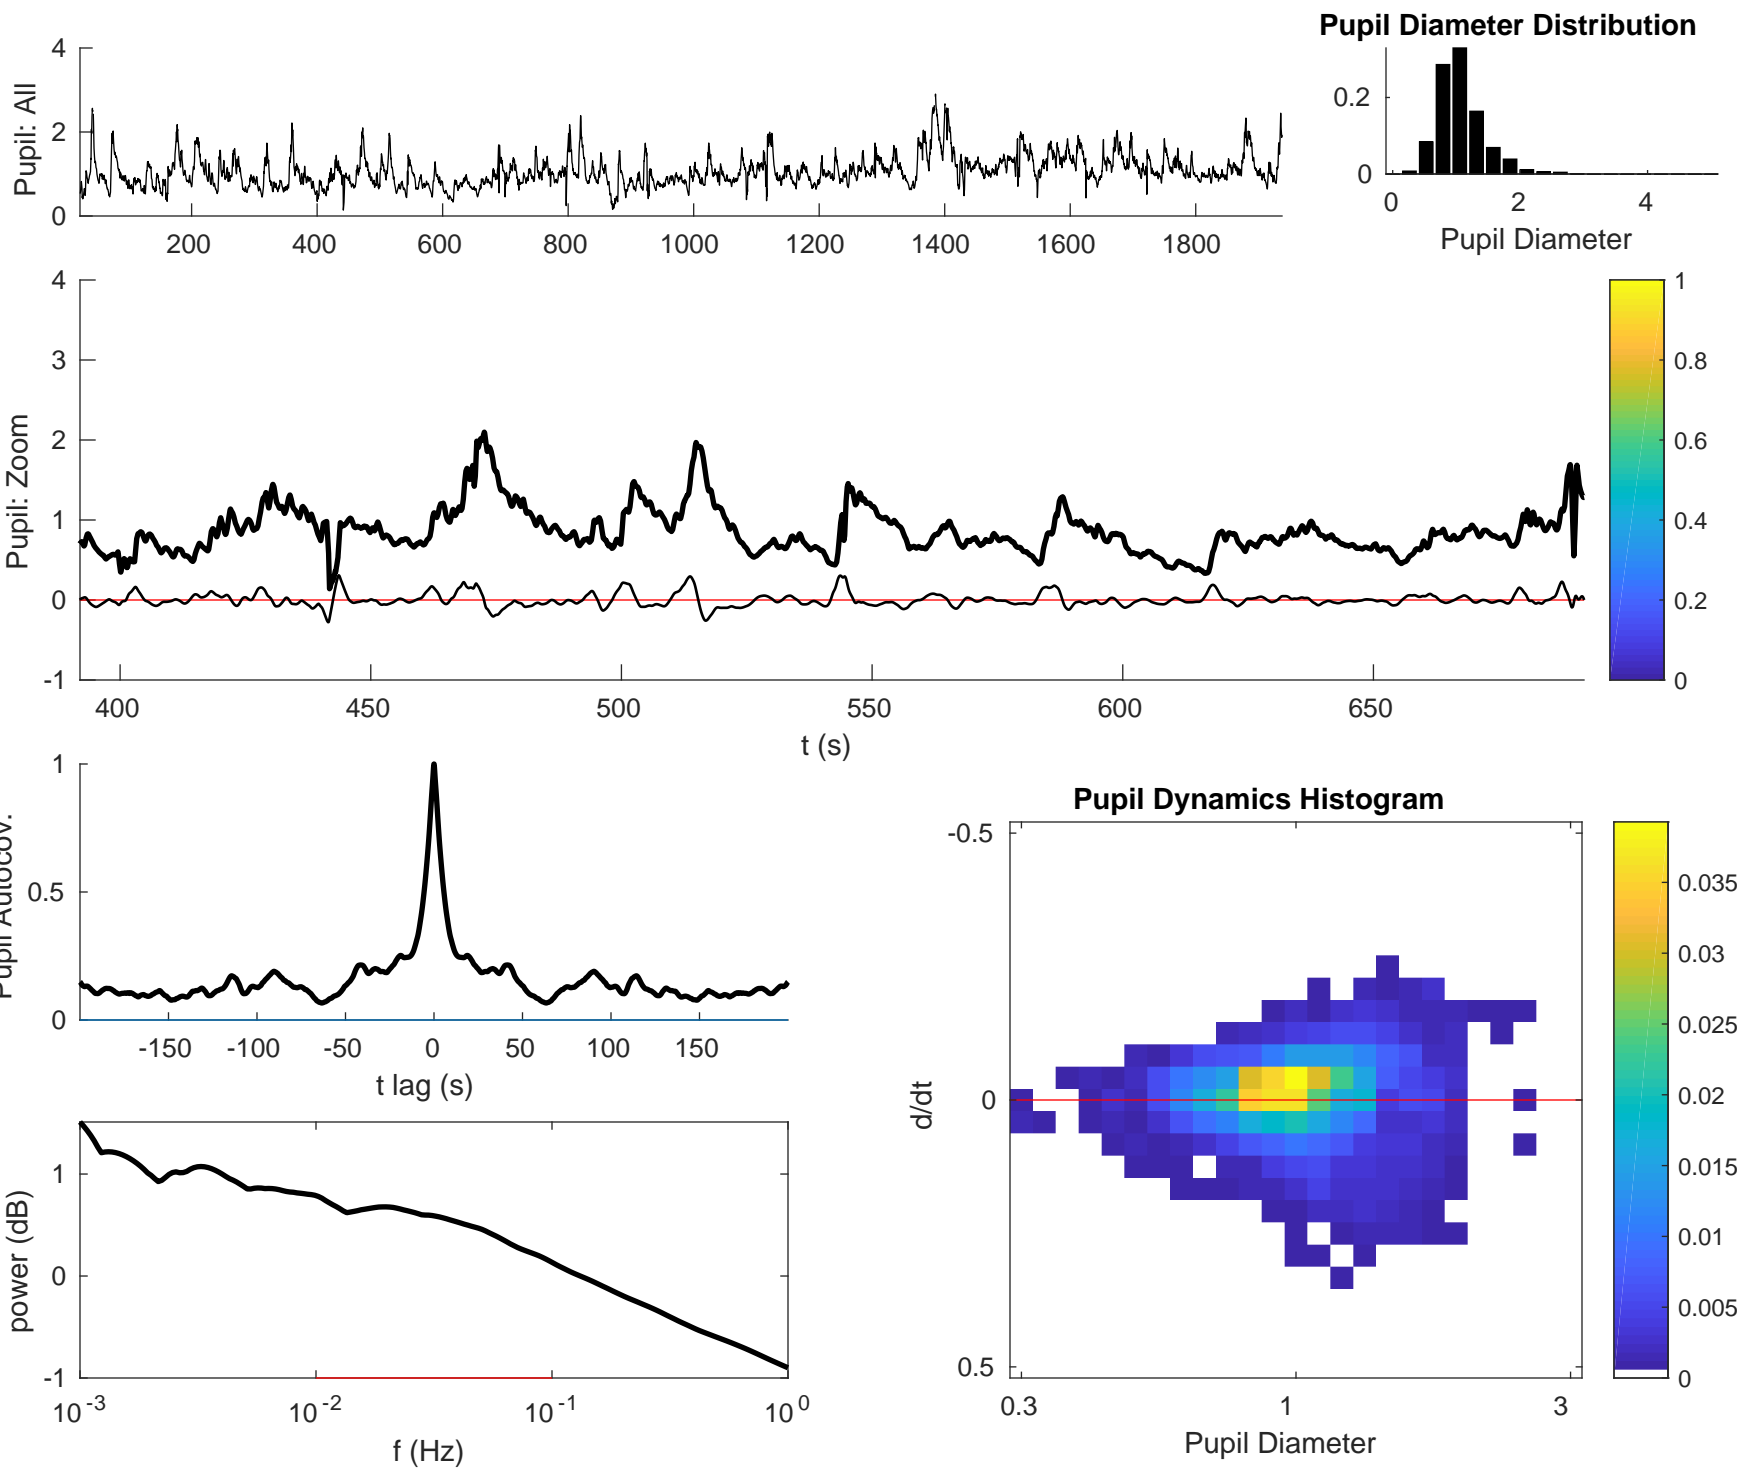 Pupil Diameter Distribution
4
2
0
Pupil: All
200 400 600 800 1000 1200 1400 1600 1800
0.2
0
0 2 4
Pupil Diameter
4
3
2
1
0
-1
Pupil: Zoom
400 450 500 550 600 650
t (s)
1
0.8
0.6
0.4
0.2
0
1
0.5
0
Pupil Autocov.
-150 -100 -50 0 50 100 150
t lag (s)
Pupil Dynamics Histogram
-0.5
0
0.5
d/dt
0.3 1 3
Pupil Diameter
0.035
0.03
0.025
0.02
0.015
0.01
0.005
0
1
0
-1
power (dB)
10^-3 10^-2 10^-1 10^0
f (Hz)